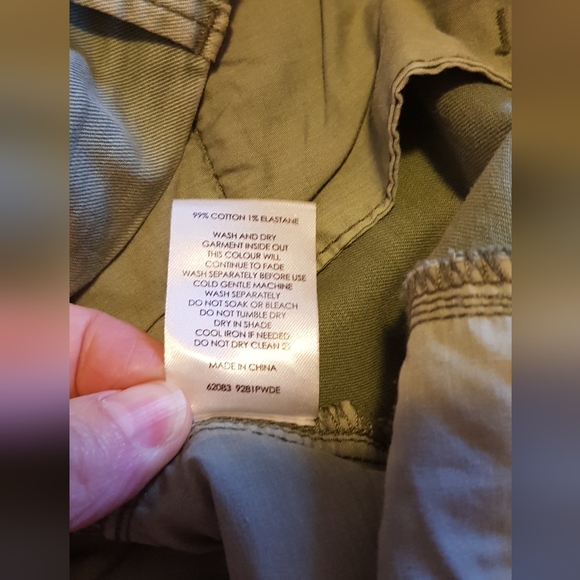 99% COTTON 1% ELASTANE
WASH AND DRY
GARMENT INSIDE OUT
THIS COLOUR WILL
CONTINUE TO FADE
WASH SEPARATELY BEFORE USE
COLD GENTLE MACHINE
WASH SEPARATELY
DO NOT SOAK OR BLEACH
DO NOT TUMBLE DRY
DRY IN SHADE
COOL IRON IF NEEDED
DO NOT DRY CLEAN
MADE IN CHINA
62083 9281PWDE